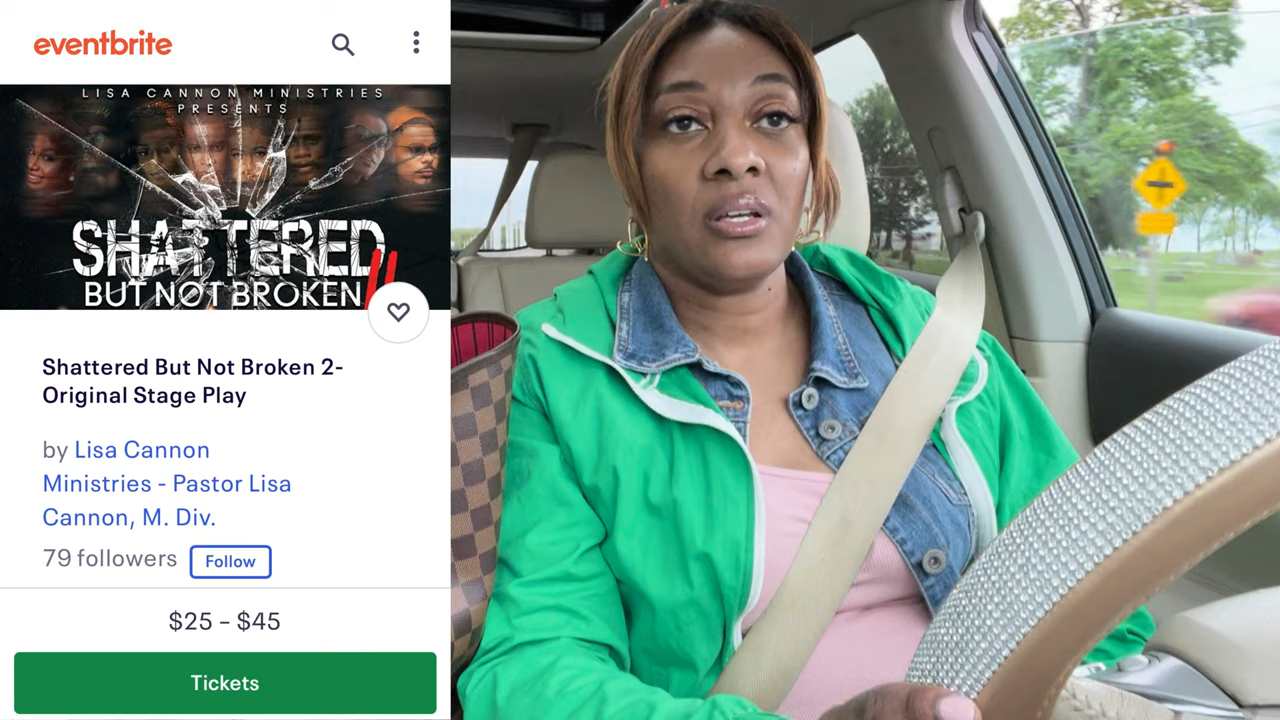 eventbrite
LISA CANNON MINISTRIES
PRESENTS
SHATTERED
BUT NOT BROKEN II
Shattered But Not Broken 2-
Original Stage Play
by Lisa Cannon
Ministries - Pastor Lisa
Cannon, M. Div.
79 followers
Follow
$25 – $45
Tickets